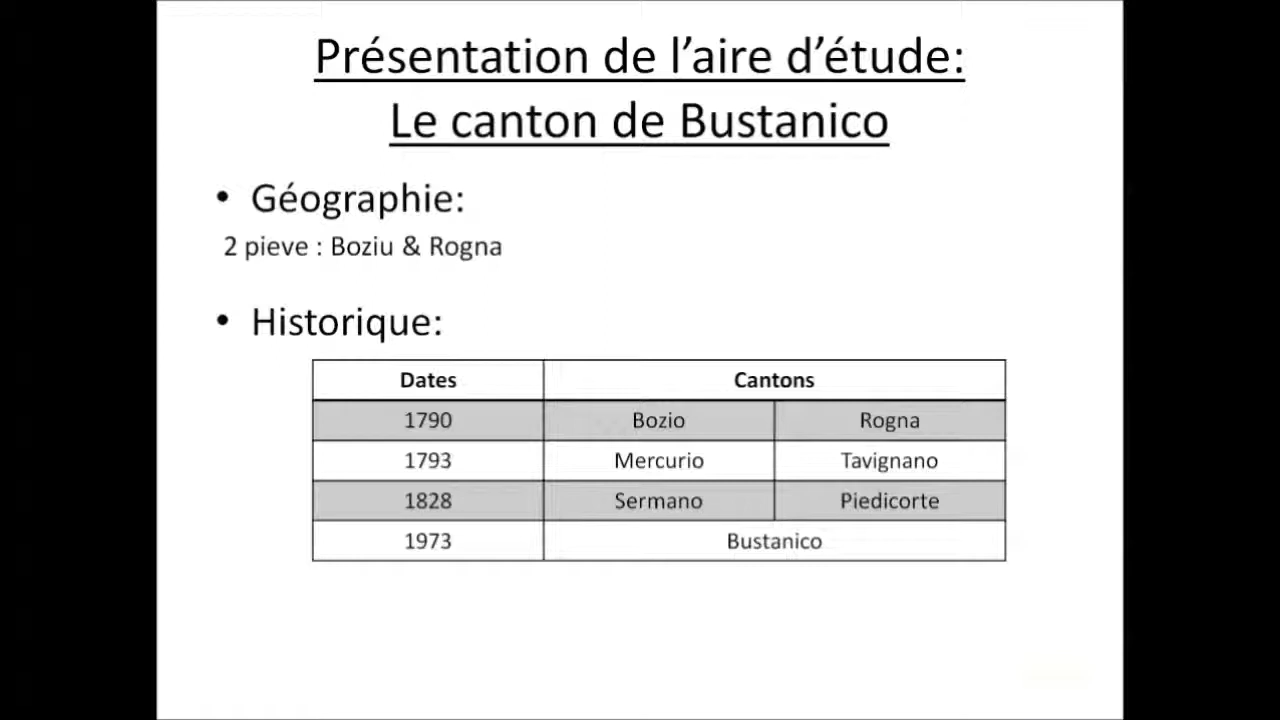 Présentation de l’aire d’étude:
Le canton de Bustanico
• Géographie:
2 pieve : Boziu & Rogna
• Historique:
Dates Cantons
1790 Bozio Rogna
1793 Mercurio Tavignano
1828 Sermano Piedicorte
1973 Bustanico